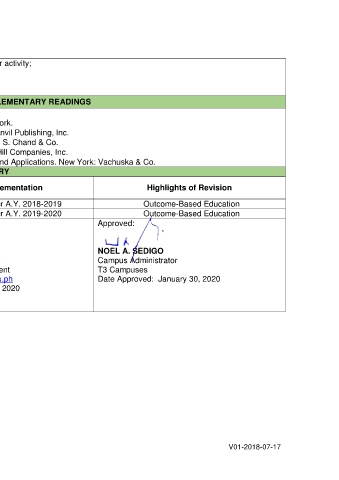 r activity;
LEMENTARY READINGS
ork.
nvil Publishing, Inc.
S. Chand & Co.
Mill Companies, Inc.
nd Applications. New York: Vachuska & Co.
RY
ementation
Highlights of Revision
r A.Y. 2018-2019
Outcome-Based Education
r A.Y. 2019-2020
Outcome-Based Education
Approved:
NOEL A. SEDIGO
Campus Administrator
ent
T3 Campuses
s.ph
Date Approved: January 30, 2020
2020
V01-2018-07-17